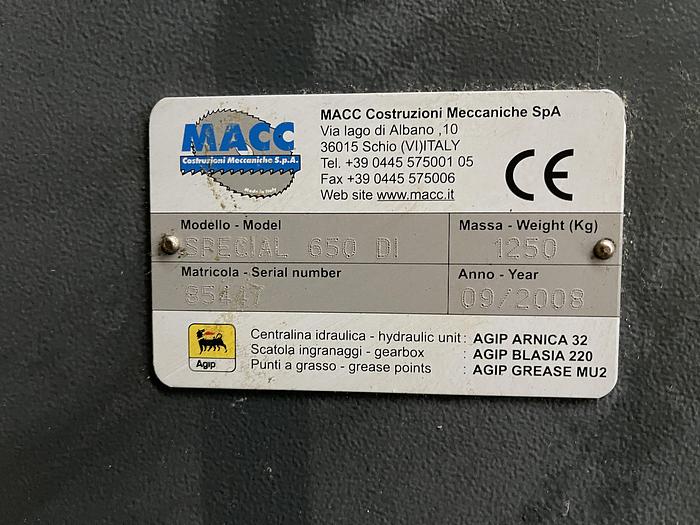 MACC
Costruzioni Meccaniche S.p.A.
Made in Italy
MACC Costruzioni Meccaniche SpA
Via lago di Albano ,10
36015 Schio (VI)ITALY
Tel. +39 0445 575001 05
Fax +39 0445 575006
Web site www.macc.it
CE
Modello - Model
SPECIAL 650 DI
Massa - Weight (Kg)
1250
Matricola - Serial number
85447
Anno - Year
09/2008
Agip
Centralina idraulica - hydraulic unit : AGIP ARNICA 32
Scatola ingranaggi - gearbox : AGIP BLASIA 220
Punti a grasso - grease points : AGIP GREASE MU2